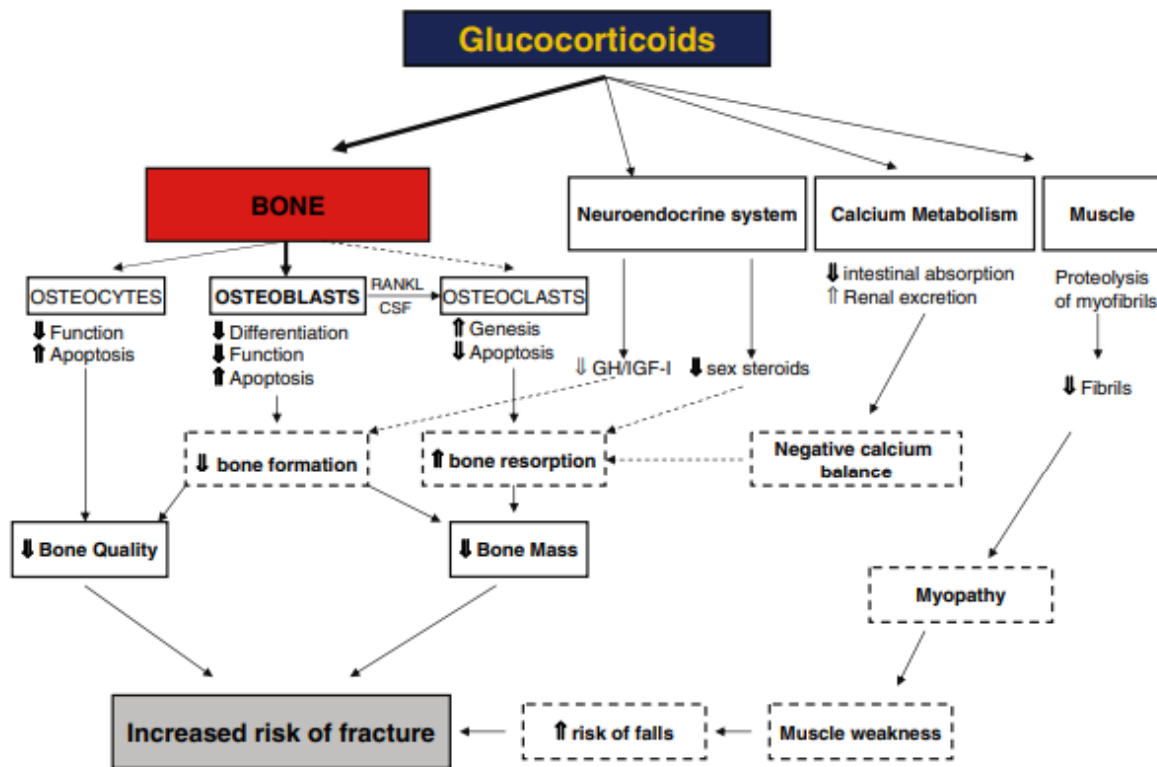 Glucocorticoids
BONE
Neuroendocrine system
Calcium Metabolism
Muscle
OSTEOCYTES
OSTEOBLASTS
RANKL
CSF
OSTEOCLASTS
⇓ intestinal absorption
⇑ Renal excretion
Proteolysis
of myofibrils
⇓ Function
⇑ Apoptosis
⇓ Differentiation
⇓ Function
⇑ Apoptosis
⇑ Genesis
⇓ Apoptosis
⇓ GH/IGF-I
⇓ sex steroids
⇓ Fibrils
⇓ bone formation
⇑ bone resorption
Negative calcium
balance
⇓ Bone Quality
⇓ Bone Mass
Myopathy
Increased risk of fracture
⇑ risk of falls
Muscle weakness